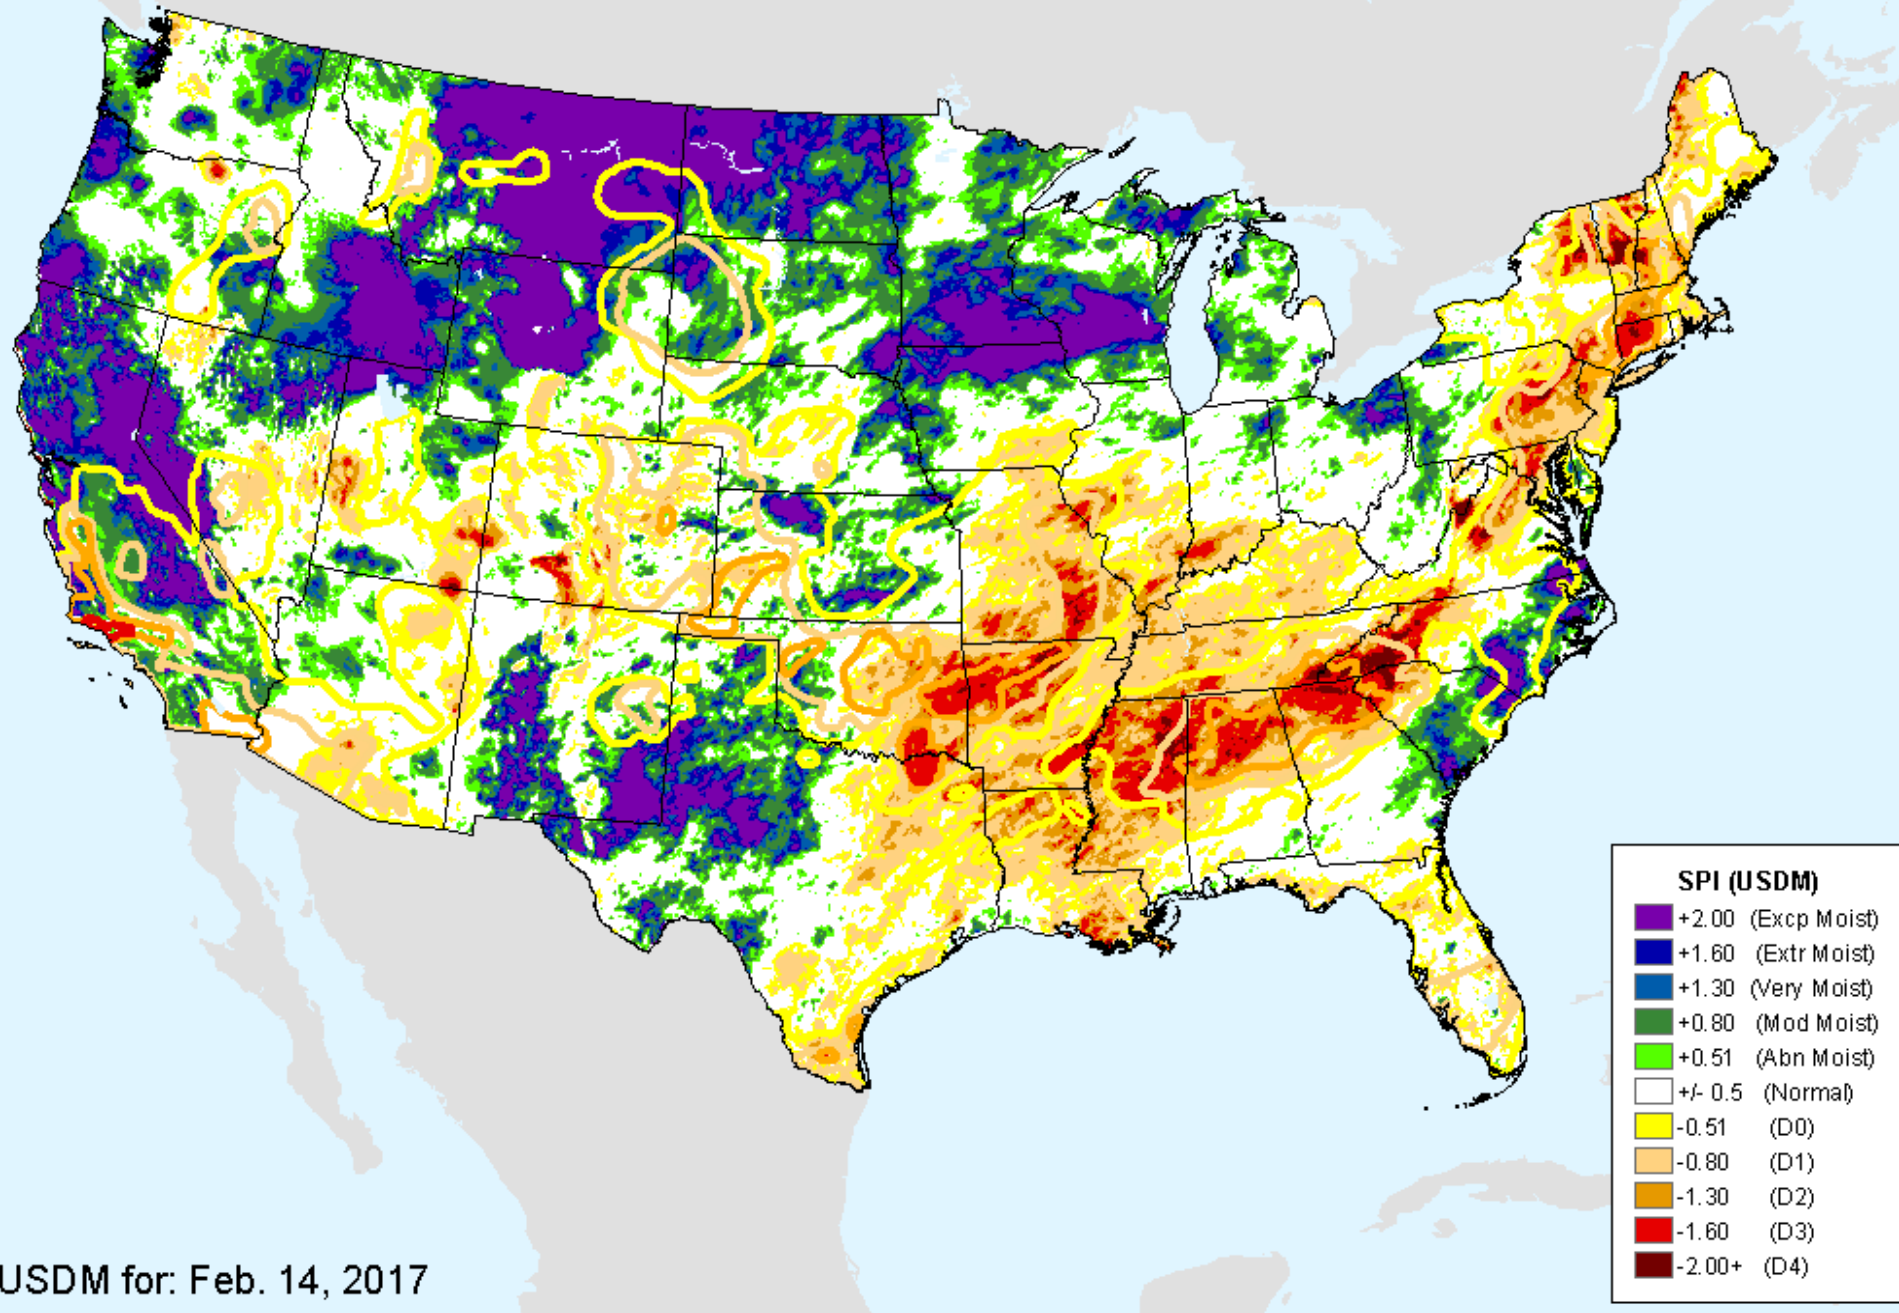 SPI (USDM)
+2.00 (Excp Moist)
+1.60 (Extr Moist)
+1.30 (Very Moist)
+0.80 (Mod Moist)
+0.51 (Abn Moist)
+/- 0.5 (Normal)
-0.51 (D0)
-0.80 (D1)
-1.30 (D2)
-1.60 (D3)
-2.00+ (D4)
USDM for: Feb. 14, 2017